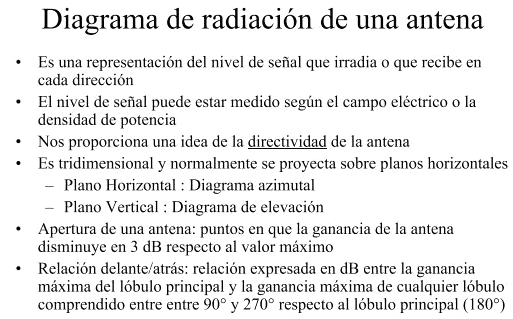 Diagrama de radiación de una antena
• Es una representación del nivel de señal que irradia o que recibe en
cada dirección
• El nivel de señal puede estar medido según el campo eléctrico o la
densidad de potencia
• Nos proporciona una idea de la directividad de la antena
• Es tridimensional y normalmente se proyecta sobre planos horizontales
– Plano Horizontal : Diagrama azimutal
– Plano Vertical : Diagrama de elevación
• Apertura de una antena: puntos en que la ganancia de la antena
disminuye en 3 dB respecto al valor máximo
• Relación delante/atrás: relación expresada en dB entre la ganancia
máxima del lóbulo principal y la ganancia máxima de cualquier lóbulo
comprendido entre entre 90° y 270° respecto al lóbulo principal (180°)